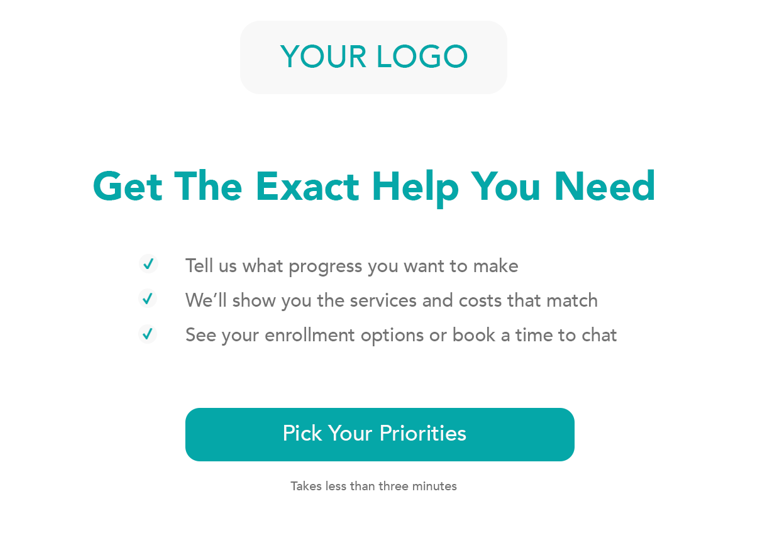 YOUR LOGO
Get The Exact Help You Need
Tell us what progress you want to make
We’ll show you the services and costs that match
See your enrollment options or book a time to chat
Pick Your Priorities
Takes less than three minutes